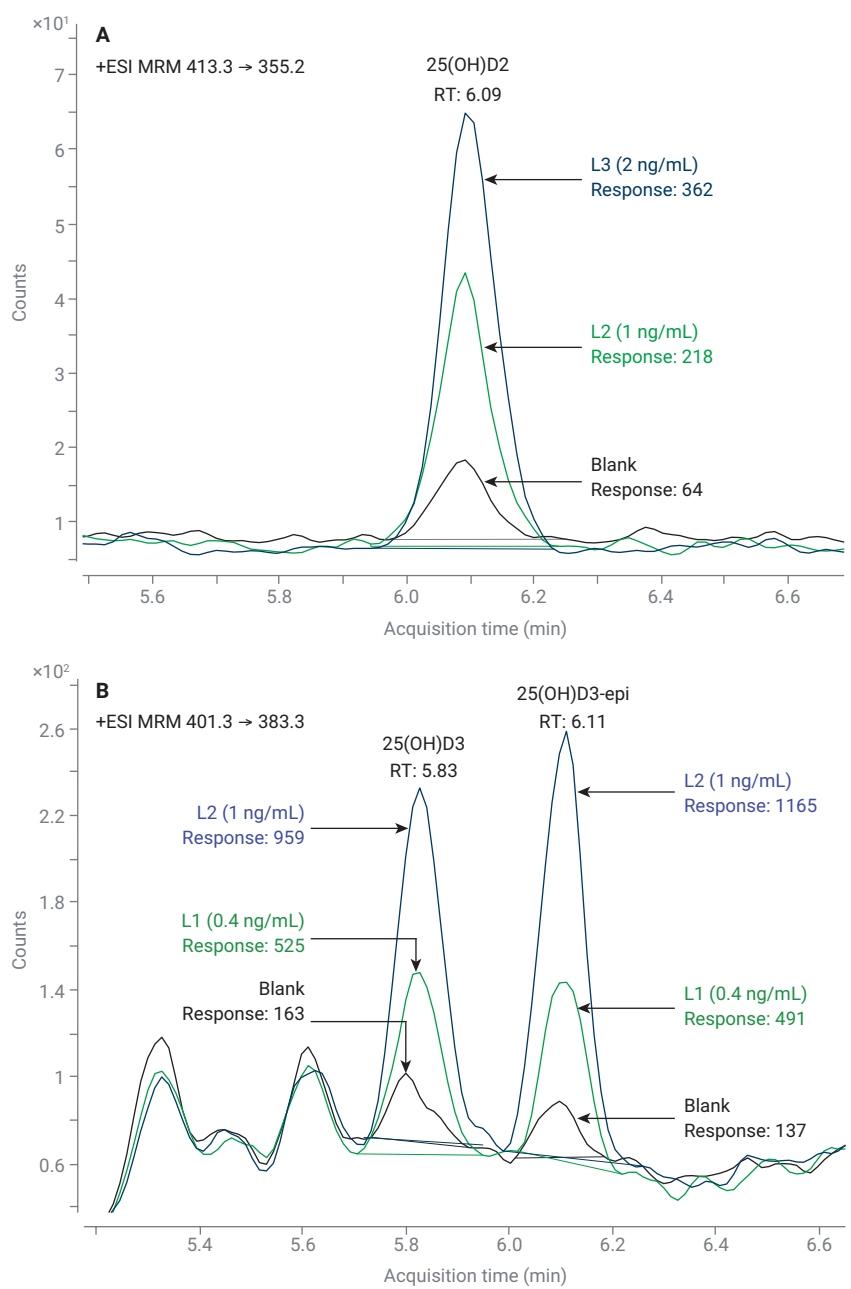 ×10¹
A
+ESI MRM 413.3 → 355.2
25(OH)D2
RT: 6.09
L3 (2 ng/mL)
Response: 362
L2 (1 ng/mL)
Response: 218
Blank
Response: 64
7
6
5
4
3
2
1
Counts
5.6 5.8 6.0 6.2 6.4 6.6
Acquisition time (min)
×10²
B
+ESI MRM 401.3 → 383.3
25(OH)D3
RT: 5.83
25(OH)D3-epi
RT: 6.11
L2 (1 ng/mL)
Response: 959
L1 (0.4 ng/mL)
Response: 525
Blank
Response: 163
L2 (1 ng/mL)
Response: 1165
L1 (0.4 ng/mL)
Response: 491
Blank
Response: 137
2.6
2.2
1.8
1.4
1
0.6
Counts
5.4 5.6 5.8 6.0 6.2 6.4 6.6
Acquisition time (min)